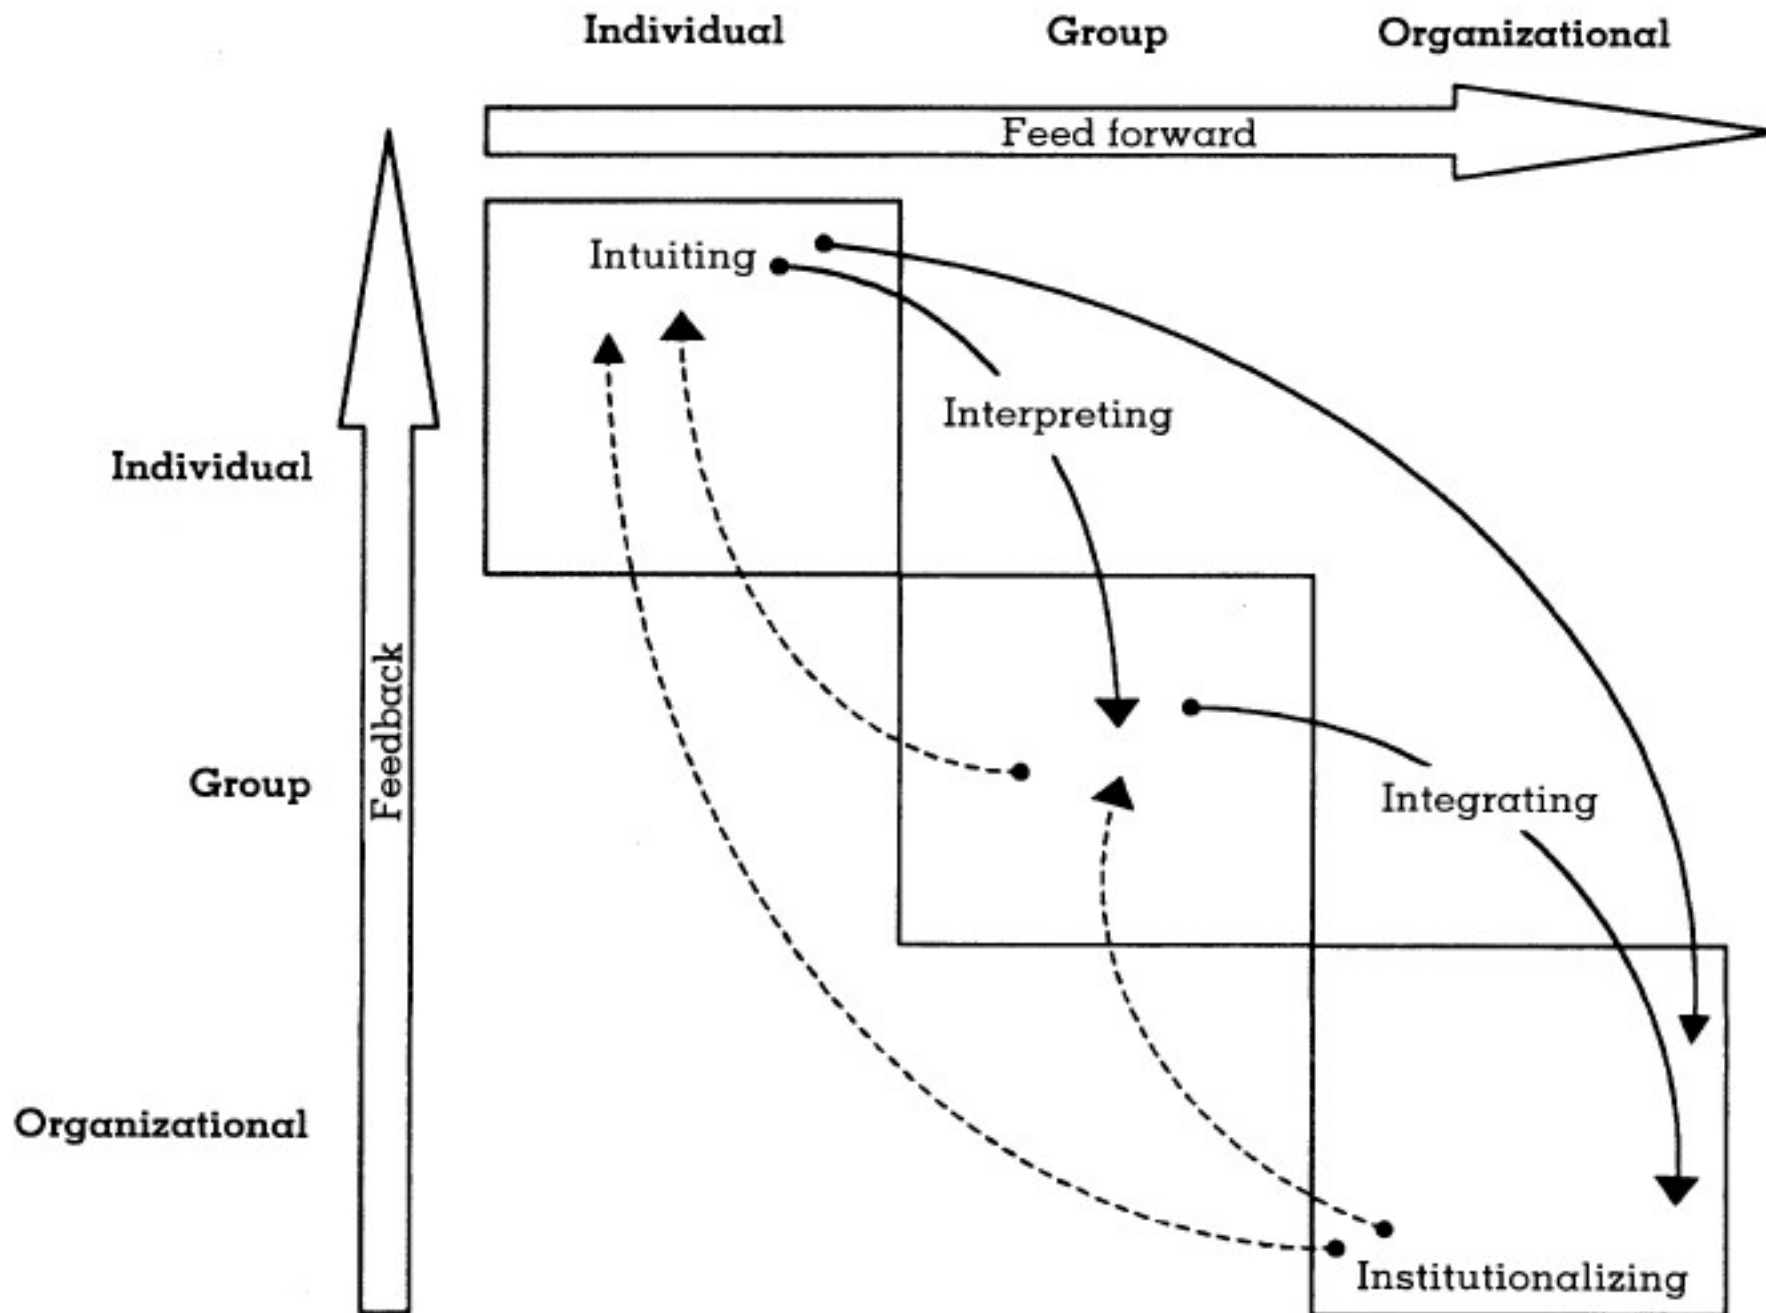 Individual
Group
Organizational
Feed forward
Intuiting
Interpreting
Individual
Feedback
Group
Integrating
Organizational
Institutionalizing